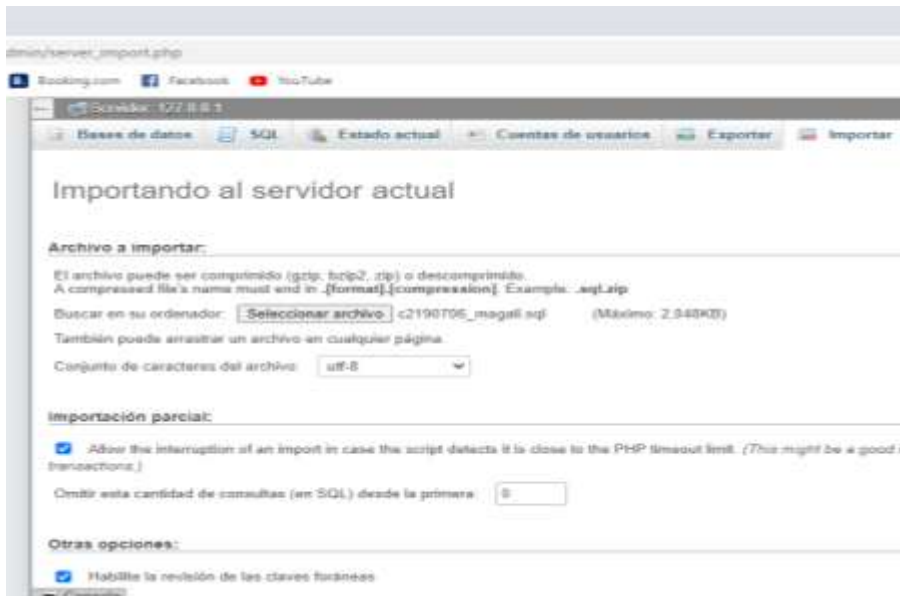 dmin/server_import.php
Booking.com Facebook YouTube
Servidor: 127.0.0.1
Bases de datos SQL Estado actual Cuentas de usuarios Exportar Importar
Importando al servidor actual
Archivo a importar:
El archivo puede ser comprimido (gzip, bzip2, zip) o descomprimido.
A compressed file's name must end in .[format].[compression]. Example: .sql.zip
Buscar en su ordenador: Seleccionar archivo c2190706_magali.sql (Máximo: 2,048KB)
También puede arrastrar un archivo en cualquier página.
Conjunto de caracteres del archivo: utf-8
Importación parcial:
Allow the interruption of an import in case the script detects it is close to the PHP timeout limit. (This might be a good
transactions.)
Omitir esta cantidad de consultas (en SQL) desde la primera: 0
Otras opciones:
Habilite la revisión de las claves foráneas
Consola